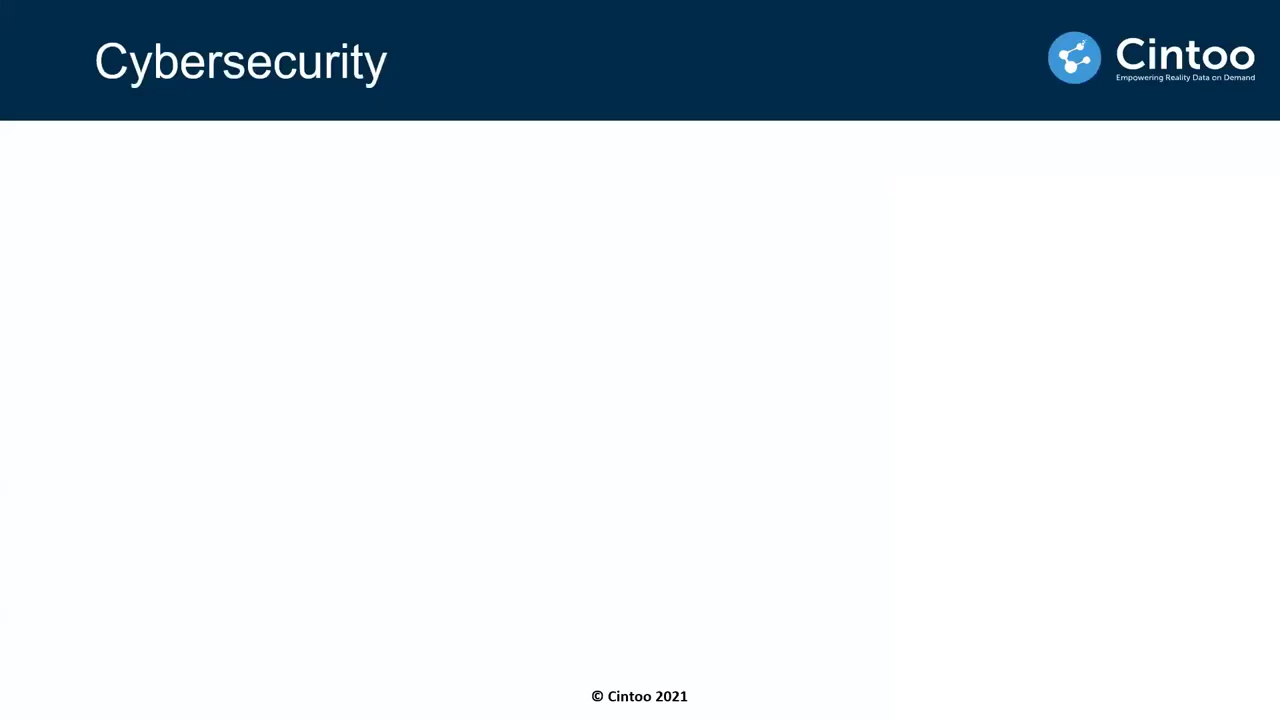 Cybersecurity
Cintoo
Empowering Reality Data on Demand
© Cintoo 2021